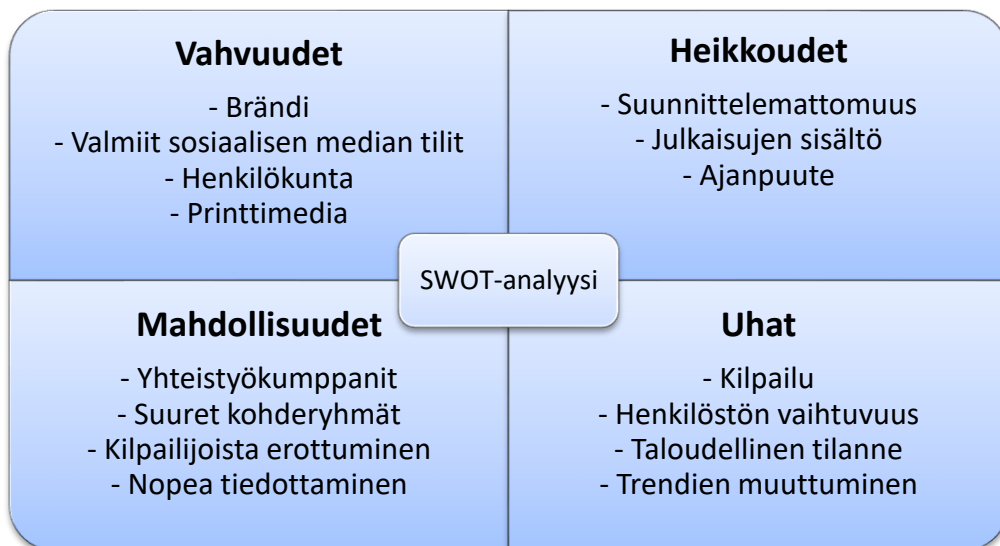 Vahvuudet
- Brändi
- Valmiit sosiaalisen median tilit
- Henkilökunta
- Printtimedia
Heikkoudet
- Suunnittelemattomuus
- Julkaisujen sisältö
- Ajanpuute
SWOT-analyysi
Mahdollisuudet
- Yhteistyökumppanit
- Suuret kohderyhmät
- Kilpailijoista erottuminen
- Nopea tiedottaminen
Uhat
- Kilpailu
- Henkilöstön vaihtuvuus
- Taloudellinen tilanne
- Trendien muuttuminen